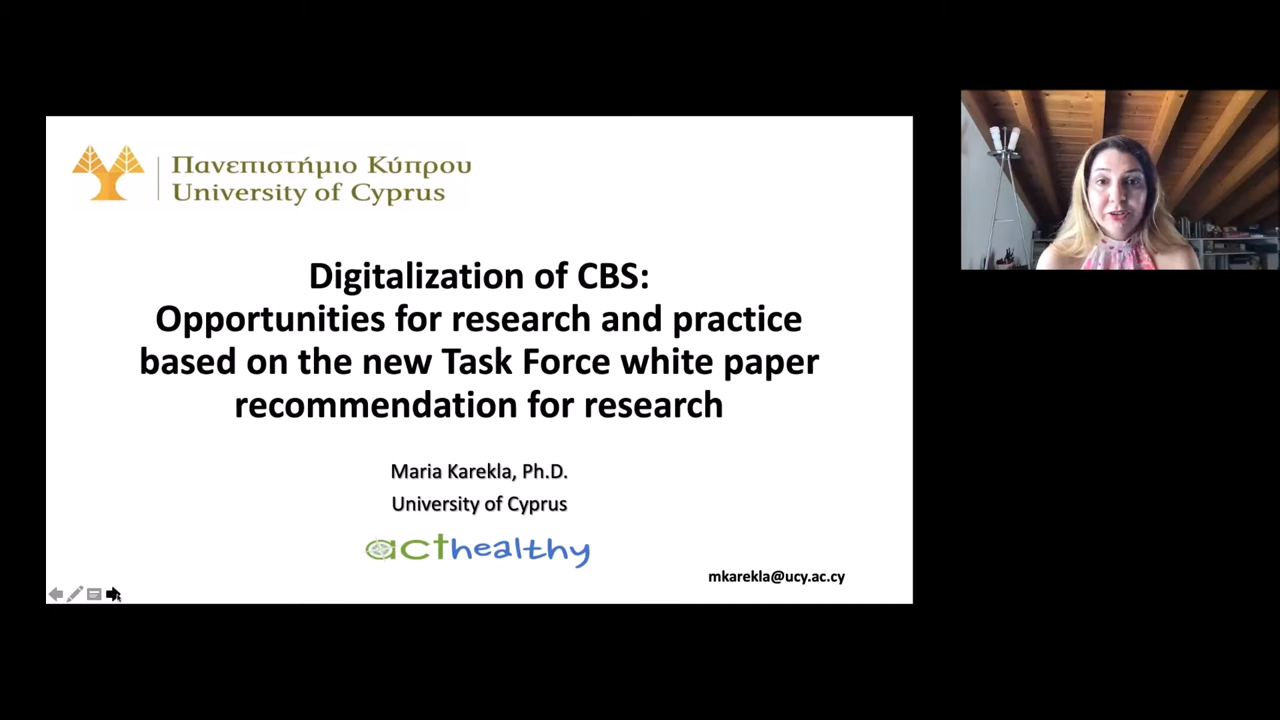 Πανεπιστήμιο Κύπρου
University of Cyprus
Digitalization of CBS:
Opportunities for research and practice
based on the new Task Force white paper
recommendation for research
Maria Karekla, Ph.D.
University of Cyprus
acthealthy
mkarekla@ucy.ac.cy